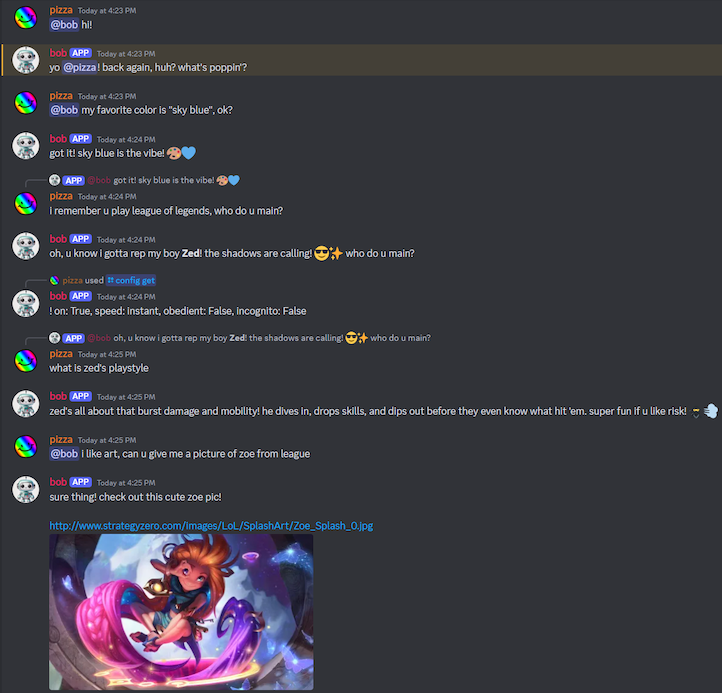 pizza Today at 4:23 PM
@bob hi!
bob APP Today at 4:23 PM
yo @pizza! back again, huh? what's poppin'?
pizza Today at 4:23 PM
@bob my favorite color is "sky blue", ok?
bob APP Today at 4:24 PM
got it! sky blue is the vibe! 🎨💙
APP @bob got it! sky blue is the vibe! 🎨💙
pizza Today at 4:24 PM
i remember u play league of legends, who do u main?
bob APP Today at 4:24 PM
oh, u know i gotta rep my boy Zed! the shadows are calling! 😎✨ who do u main?
pizza used config get
bob APP Today at 4:24 PM
! on: True, speed: instant, obedient: False, incognito: False
APP @bob oh, u know i gotta rep my boy Zed! the shadows are calling! 😎✨ who do u main?
pizza Today at 4:25 PM
what is zed's playstyle
bob APP Today at 4:25 PM
zed's all about that burst damage and mobility! he dives in, drops skills, and dips out before they even know what hit 'em. super fun if u like risk! 🥷💨
pizza Today at 4:25 PM
@bob i like art, can u give me a picture of zoe from league
bob APP Today at 4:25 PM
sure thing! check out this cute zoe pic!
http://www.strategyzero.com/images/LoL/SplashArt/Zoe_Splash_0.jpg